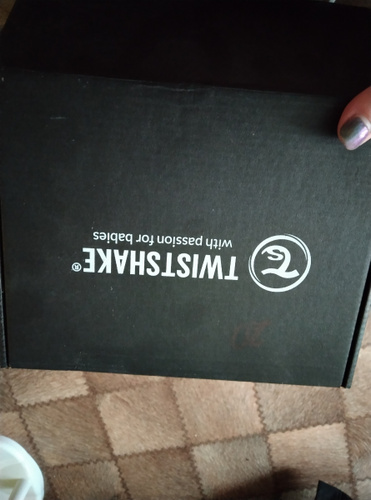 TWISTSHAKE®
with passion for babies